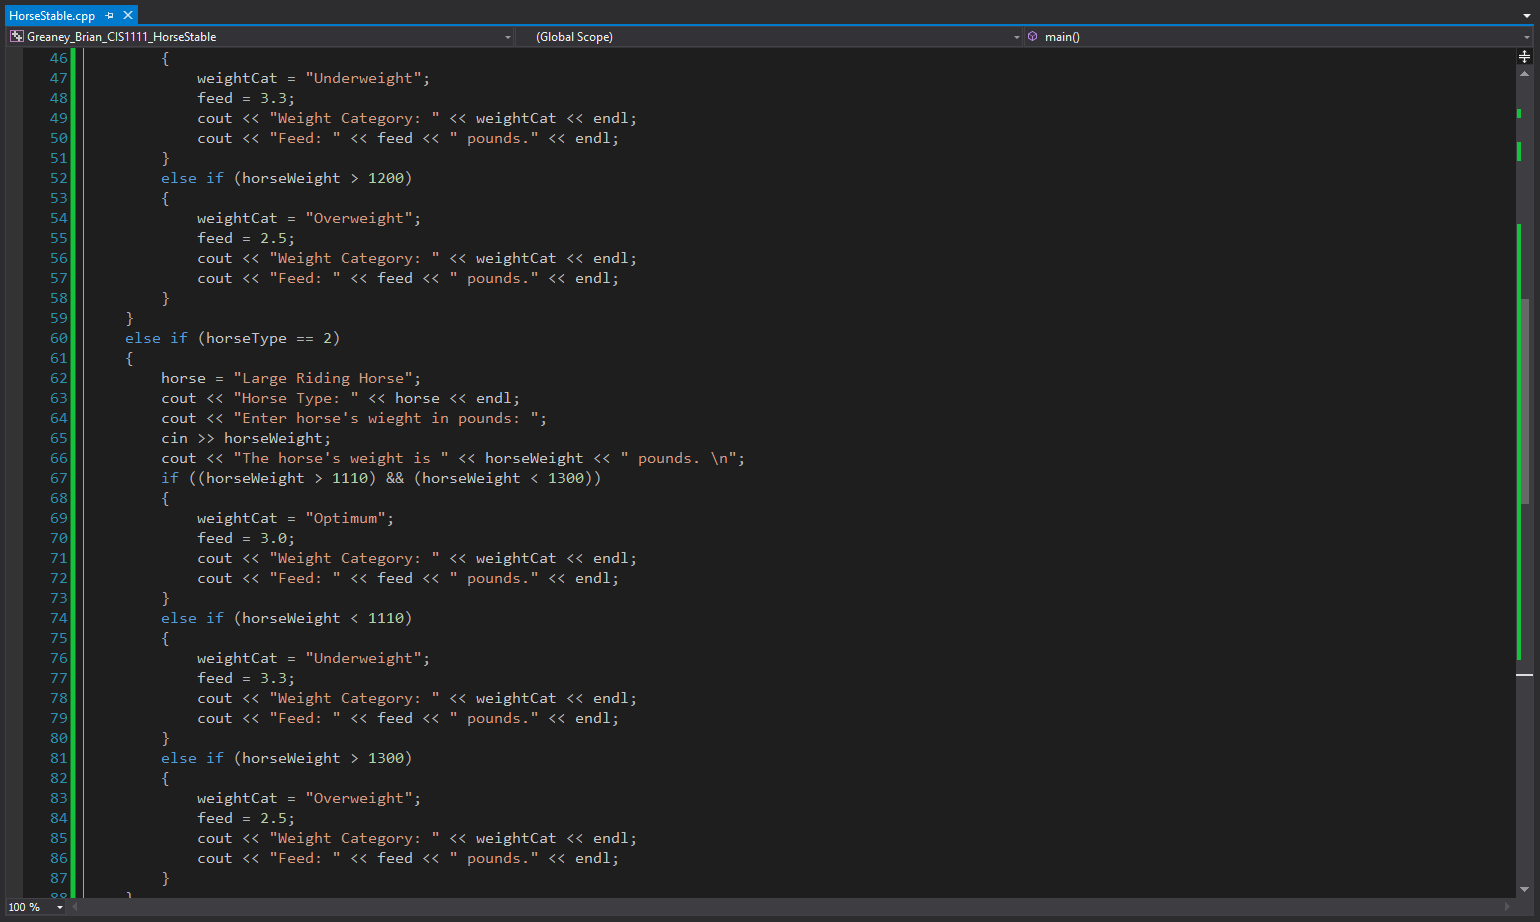 HorseStable.cpp
Greaney_Brian_CIS1111_HorseStable (Global Scope) main()
46 {
47 weightCat = "Underweight";
48 feed = 3.3;
49 cout << "Weight Category: " << weightCat << endl;
50 cout << "Feed: " << feed << " pounds." << endl;
51 }
52 else if (horseWeight > 1200)
53 {
54 weightCat = "Overweight";
55 feed = 2.5;
56 cout << "Weight Category: " << weightCat << endl;
57 cout << "Feed: " << feed << " pounds." << endl;
58 }
59 }
60 else if (horseType == 2)
61 {
62 horse = "Large Riding Horse";
63 cout << "Horse Type: " << horse << endl;
64 cout << "Enter horse's wieght in pounds: ";
65 cin >> horseWeight;
66 cout << "The horse's weight is " << horseWeight << " pounds. \n";
67 if ((horseWeight > 1110) && (horseWeight < 1300))
68 {
69 weightCat = "Optimum";
70 feed = 3.0;
71 cout << "Weight Category: " << weightCat << endl;
72 cout << "Feed: " << feed << " pounds." << endl;
73 }
74 else if (horseWeight < 1110)
75 {
76 weightCat = "Underweight";
77 feed = 3.3;
78 cout << "Weight Category: " << weightCat << endl;
79 cout << "Feed: " << feed << " pounds." << endl;
80 }
81 else if (horseWeight > 1300)
82 {
83 weightCat = "Overweight";
84 feed = 2.5;
85 cout << "Weight Category: " << weightCat << endl;
86 cout << "Feed: " << feed << " pounds." << endl;
87 }
88 }
100 %